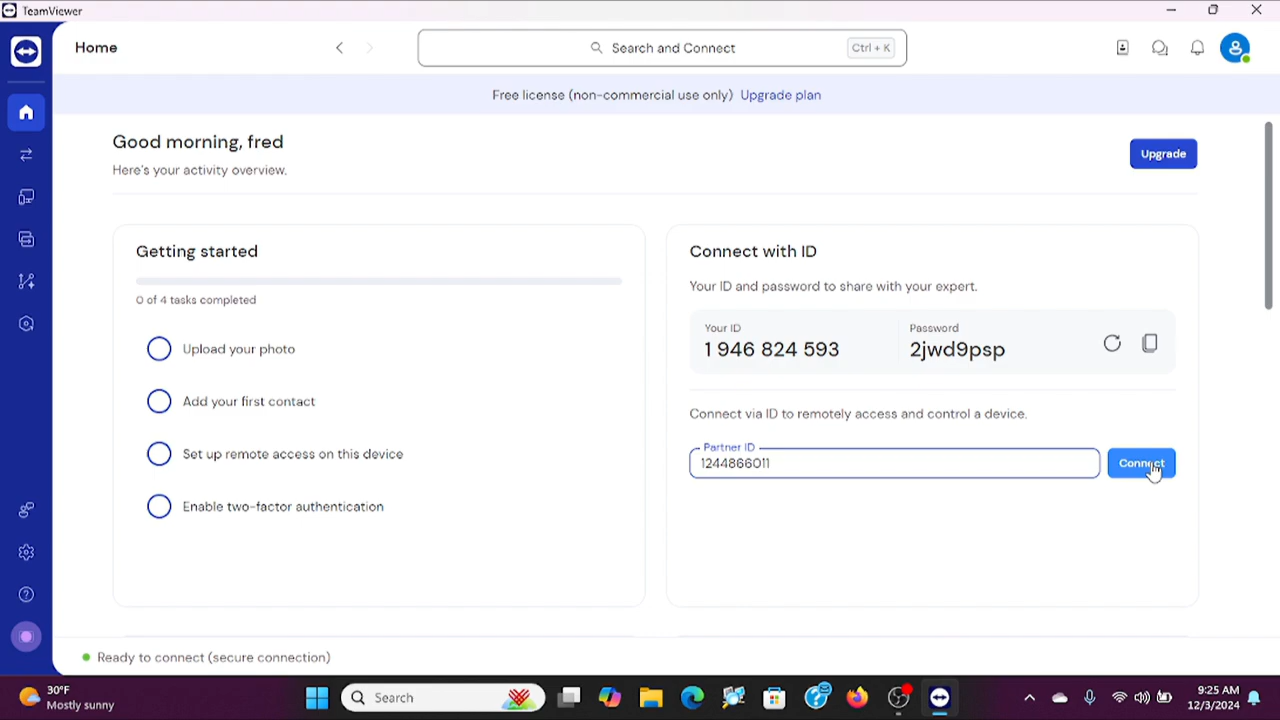 TeamViewer
Home
Search and Connect
Ctrl + K
Free license (non-commercial use only) Upgrade plan
Good morning, fred
Here's your activity overview.
Upgrade
Getting started
0 of 4 tasks completed
Upload your photo
Add your first contact
Set up remote access on this device
Enable two-factor authentication
Connect with ID
Your ID and password to share with your expert.
Your ID
1 946 824 593
Password
2jwd9psp
Connect via ID to remotely access and control a device.
Partner ID
1244866011
Connect
Ready to connect (secure connection)
30°F
Mostly sunny
Search
9:25 AM
12/3/2024